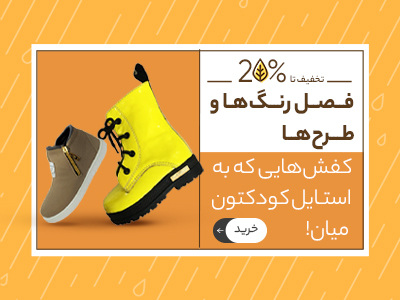 تخفیف تا 20%
فصل رنگ‌ها و
طرح‌ها
کفش‌هایی که به
استایل کودکتون
میان!
خرید